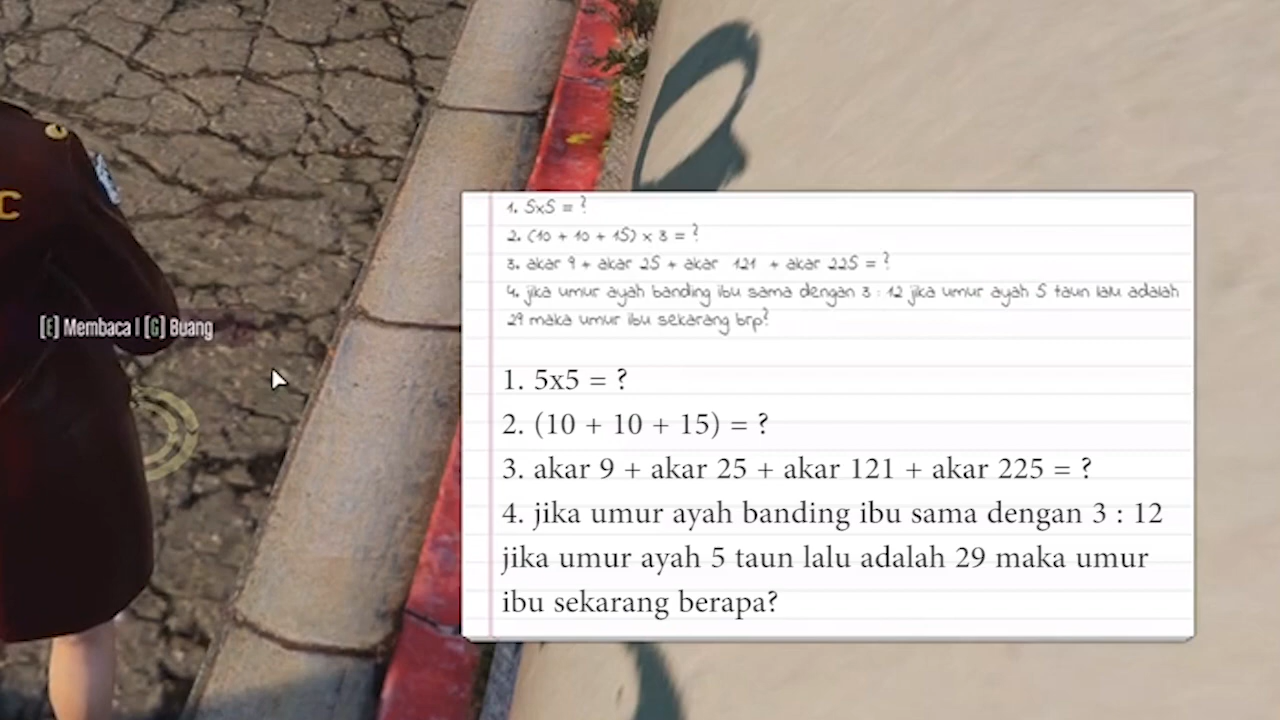 C
[E] Membaca | [G] Buang
1. 5x5 = ?
2. (10 + 10 + 15) x 3 = ?
3. akar 9 + akar 25 + akar 121 + akar 225 = ?
4. jika umur ayah banding ibu sama dengan 3 : 12 jika umur ayah 5 taun lalu adalah
29 maka umur ibu sekarang brp?
1. 5x5 = ?
2. (10 + 10 + 15) = ?
3. akar 9 + akar 25 + akar 121 + akar 225 = ?
4. jika umur ayah banding ibu sama dengan 3 : 12
jika umur ayah 5 taun lalu adalah 29 maka umur
ibu sekarang berapa?